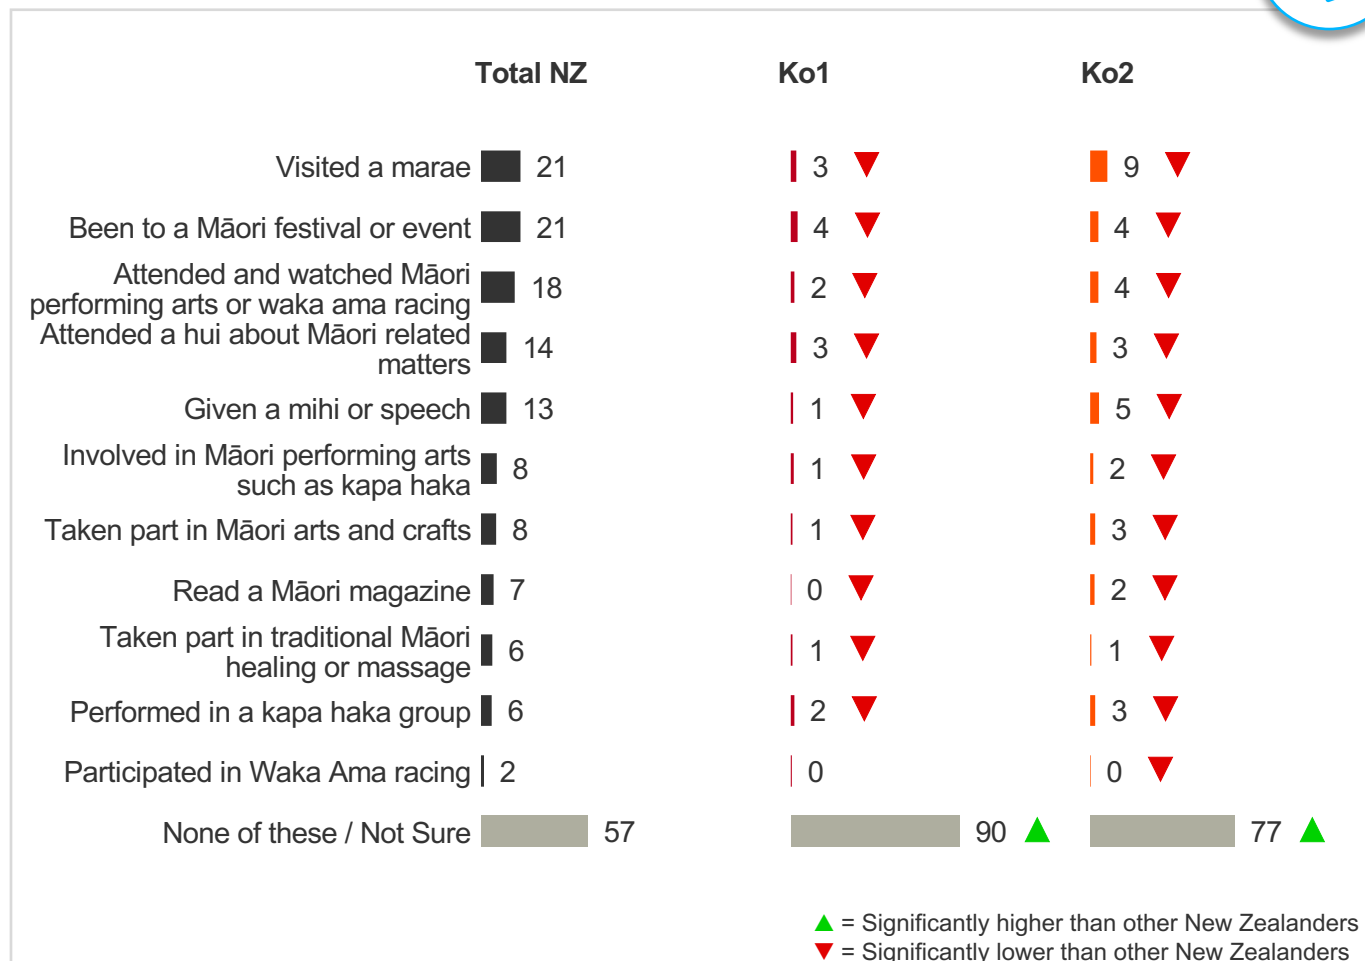 Total NZ Ko1 Ko2
Visited a marae 21 3 ▼ 9 ▼
Been to a Māori festival or event 21 4 ▼ 4 ▼
Attended and watched Māori
performing arts or waka ama racing 18 2 ▼ 4 ▼
Attended a hui about Māori related
matters 14 3 ▼ 3 ▼
Given a mihi or speech 13 1 ▼ 5 ▼
Involved in Māori performing arts
such as kapa haka 8 1 ▼ 2 ▼
Taken part in Māori arts and crafts 8 1 ▼ 3 ▼
Read a Māori magazine 7 0 ▼ 2 ▼
Taken part in traditional Māori
healing or massage 6 1 ▼ 1 ▼
Performed in a kapa haka group 6 2 ▼ 3 ▼
Participated in Waka Ama racing 2 0 0 ▼
None of these / Not Sure 57 90 ▲ 77 ▲
▲ = Significantly higher than other New Zealanders
▼ = Significantly lower than other New Zealanders